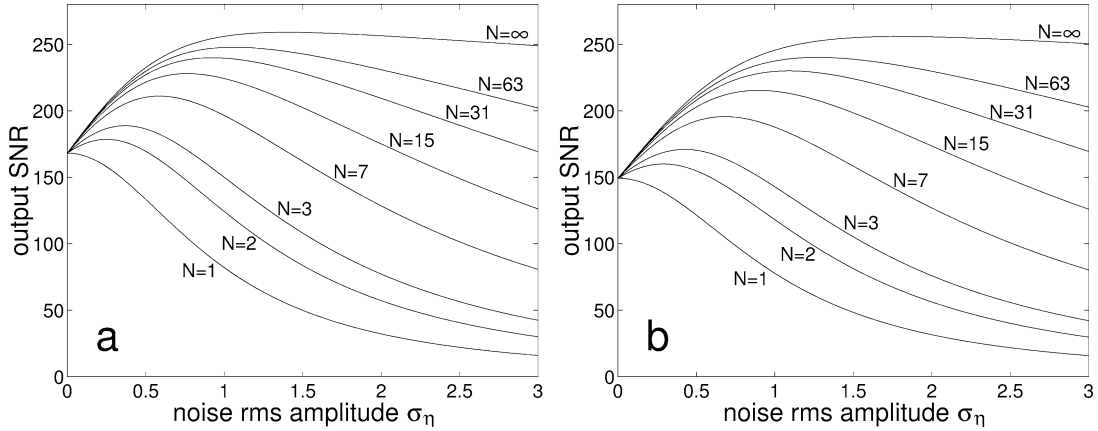 output SNR
250
200
150
100
50
0
N=∞
N=63
N=31
N=15
N=7
N=3
N=2
N=1
a
0 0.5 1 1.5 2 2.5 3
noise rms amplitude ση
output SNR
250
200
150
100
50
0
N=∞
N=63
N=31
N=15
N=7
N=3
N=2
N=1
b
0 0.5 1 1.5 2 2.5 3
noise rms amplitude ση